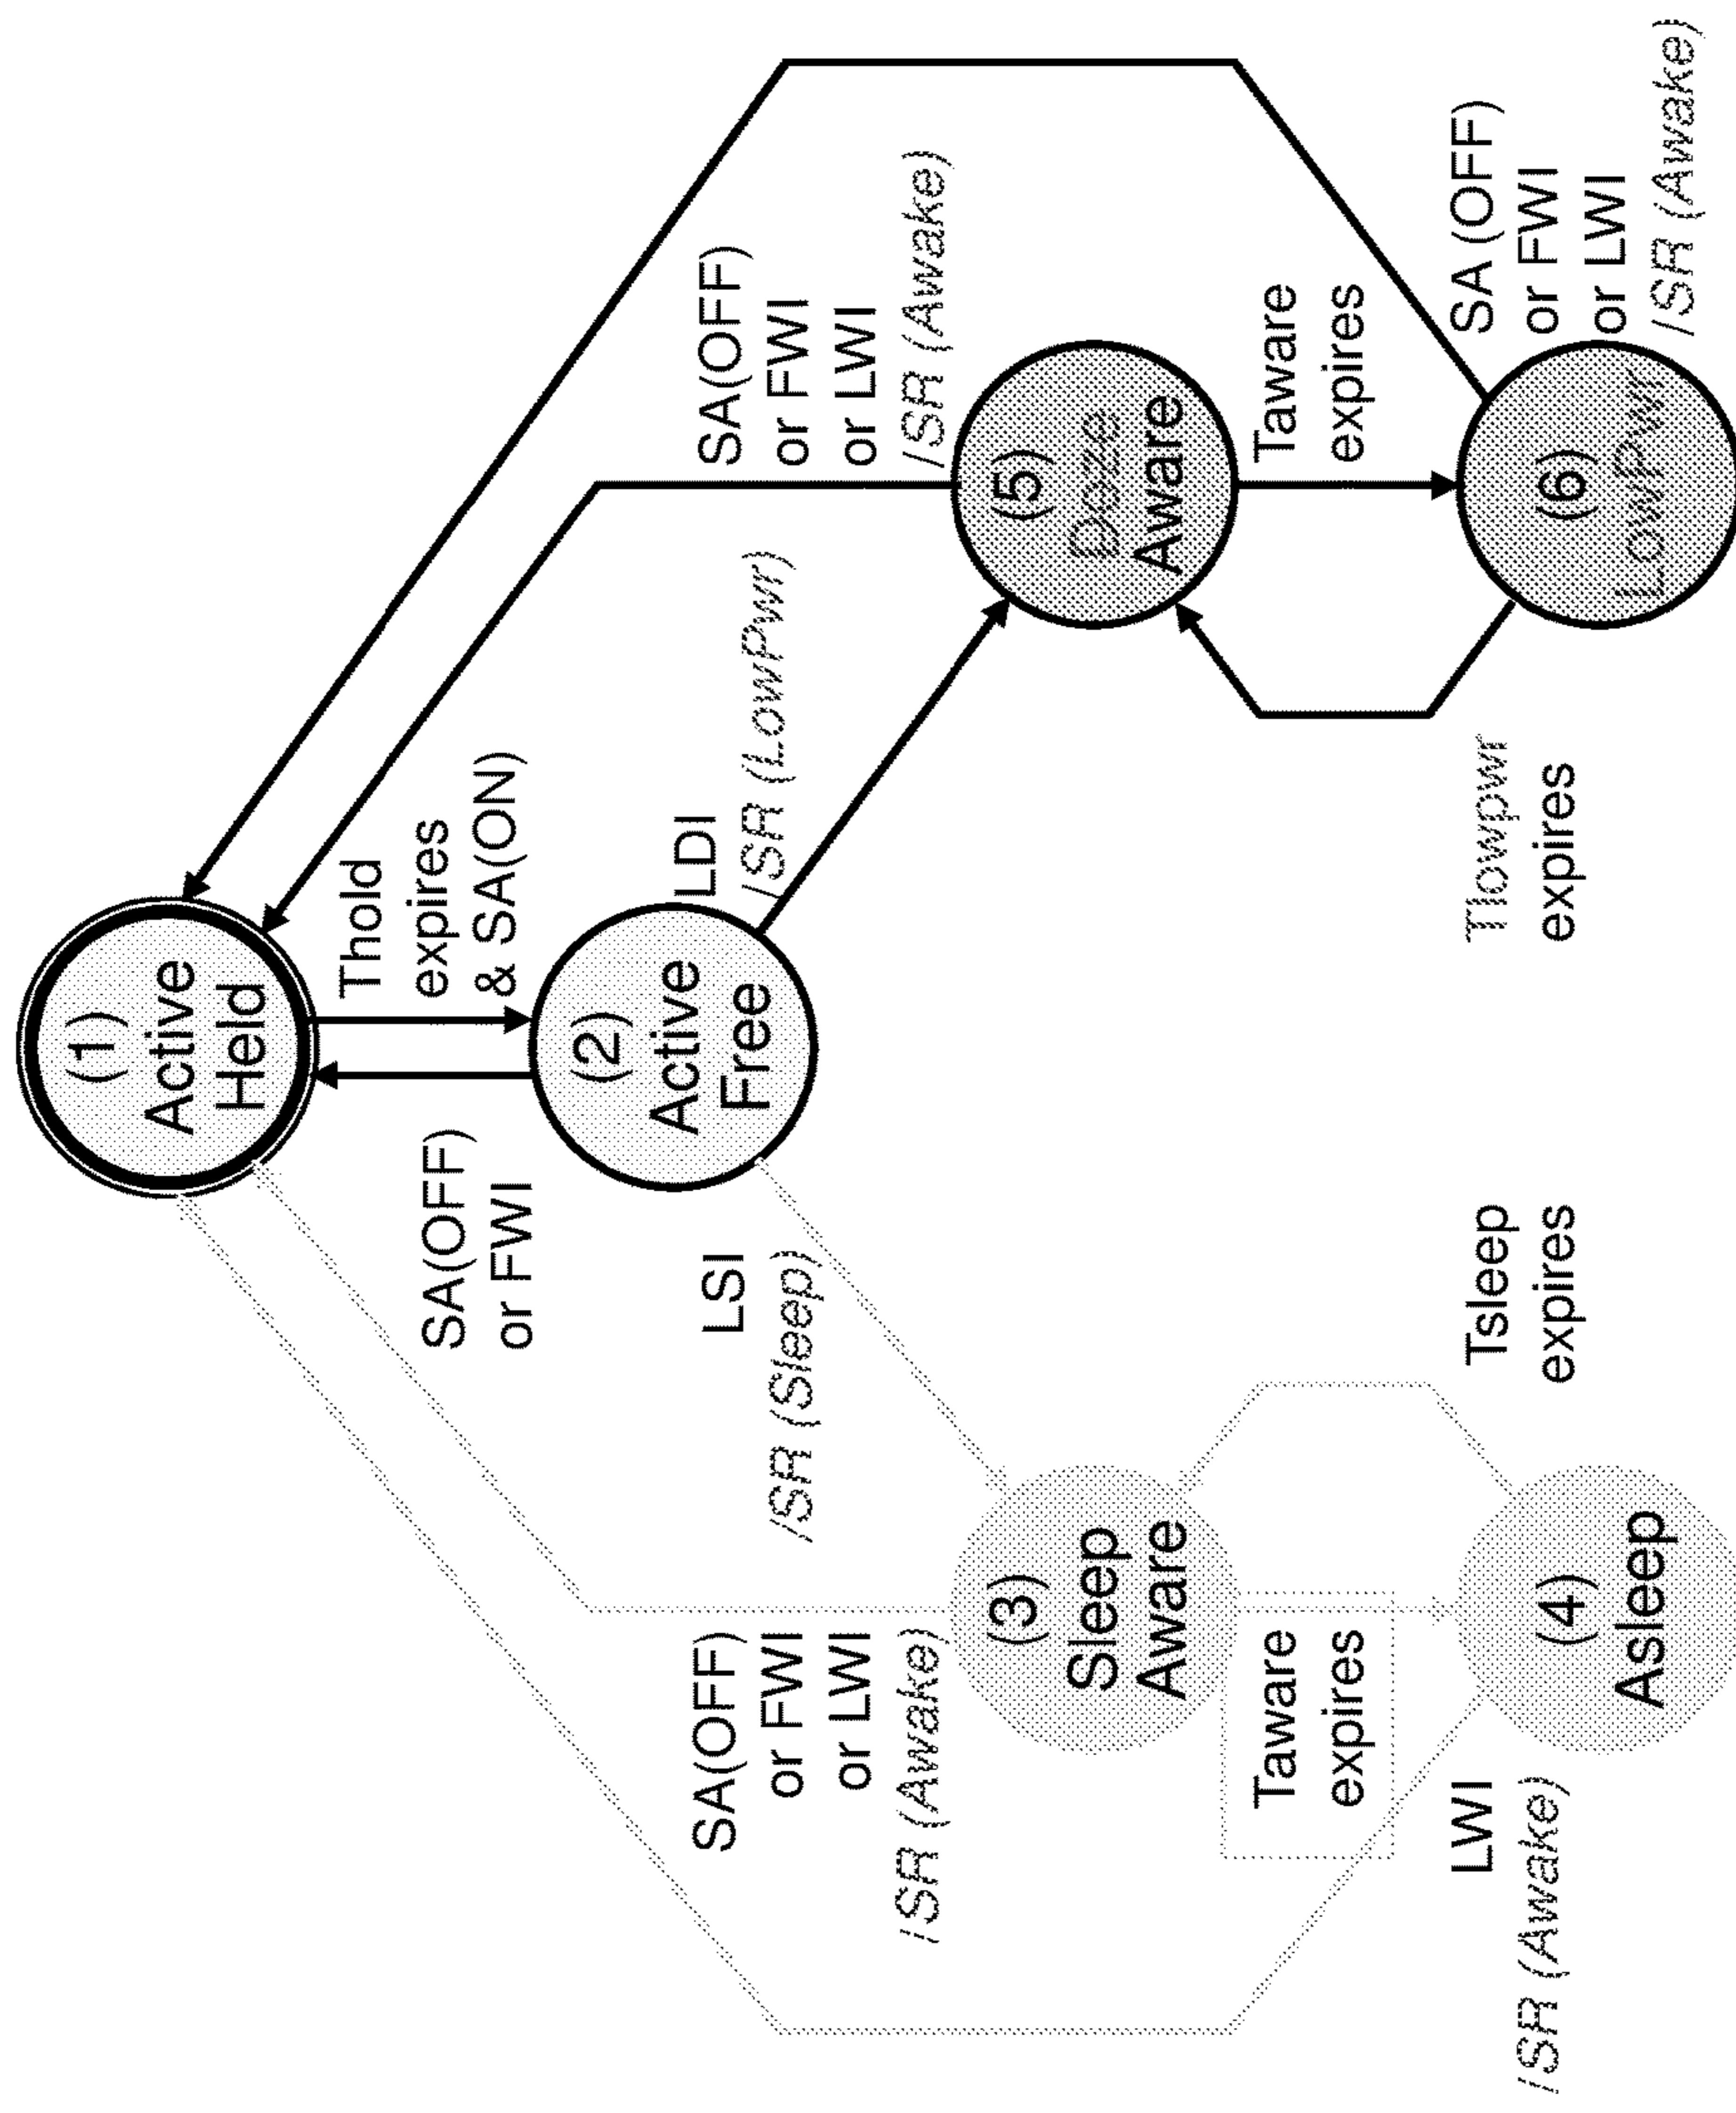 (1)
Active
Held
SA(OFF)
or FWI
Thold
expires
& SA(ON)
(2)
Active
Free
LSI
/SR (Sleep)
LDI
/SR (LowPwr)
SA(OFF)
or FWI
or LWI
/SR (Awake)
SA(OFF)
or FWI
or LWI
/SR (Awake)
(3)
Sleep
Aware
(5)
Doze
Aware
Taware
expires
Taware
expires
LWI
/SR (Awake)
(4)
Asleep
Tsleep
expires
Tlowpwr
expires
(6)
LowPwr
SA (OFF)
or FWI
or LWI
/SR (Awake)